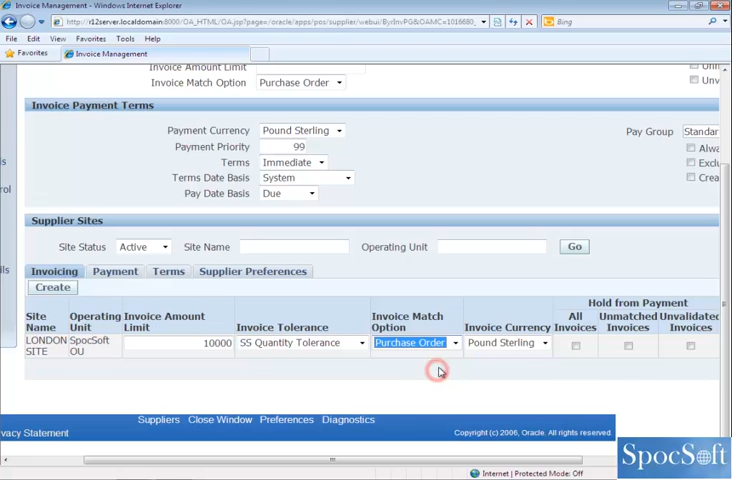 Invoice Management - Windows Internet Explorer
http://r12server.localdomain:8000/OA_HTML/OA.jsp?page=/oracle/apps/pos/supplier/webui/ByrInvPG&OAMC=1016680_
Bing
File Edit View Favorites Tools Help
Favorites Invoice Management
Invoice Amount Limit
Invoice Match Option Purchase Order
Invoice Payment Terms
Payment Currency Pound Sterling
Pay Group Standar
Payment Priority 99
Alwa
Terms Immediate
Exclu
Terms Date Basis System
Crea
Pay Date Basis Due
Supplier Sites
Site Status Active Site Name Operating Unit Go
Invoicing Payment Terms Supplier Preferences
Create
Hold from Payment
Site Name Operating Unit Invoice Amount Limit Invoice Tolerance Invoice Match Option Invoice Currency All Invoices Unmatched Invoices Unvalidated Invoices
LONDON SITE SpocSoft OU 10000 SS Quantity Tolerance Purchase Order Pound Sterling
Suppliers Close Window Preferences Diagnostics
vacy Statement
Copyright (c) 2006, Oracle. All rights reserved.
Internet | Protected Mode: Off
SPOCSOFT